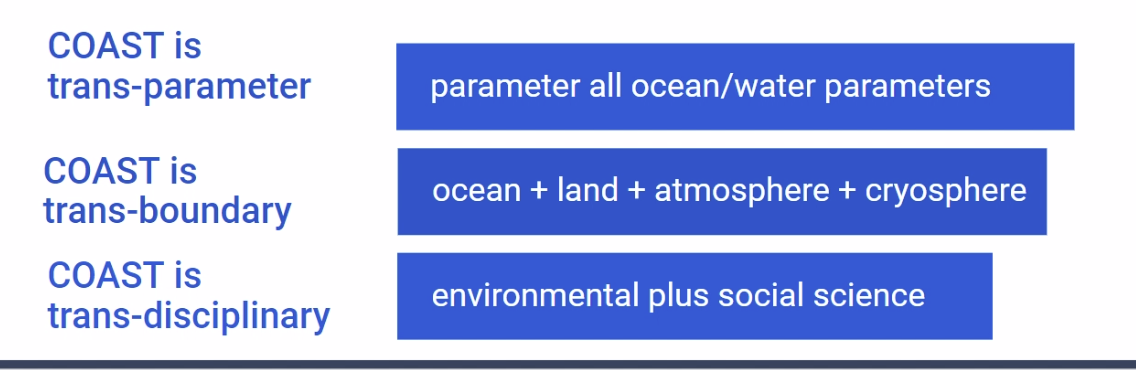 COAST is
trans-parameter
parameter all ocean/water parameters
COAST is
trans-boundary
ocean + land + atmosphere + cryosphere
COAST is
trans-disciplinary
environmental plus social science